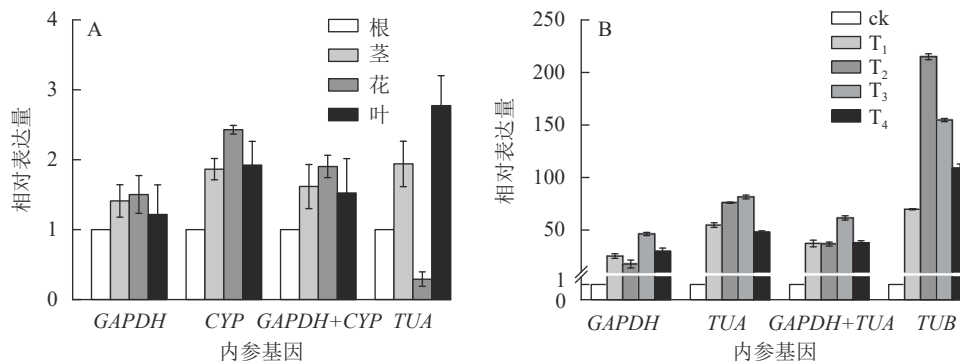 A
相对表达量
4
3
2
1
0
根
茎
花
叶
GAPDH CYP GAPDH+CYP TUA
内参基因
B
相对表达量
250
200
150
100
50
1
0
ck
T₁
T₂
T₃
T₄
GAPDH TUA GAPDH+TUA TUB
内参基因